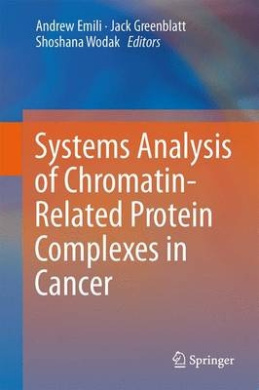 Andrew Emili · Jack Greenblatt
Shoshana Wodak Editors
Systems Analysis
of Chromatin-
Related Protein
Complexes in
Cancer
Springer